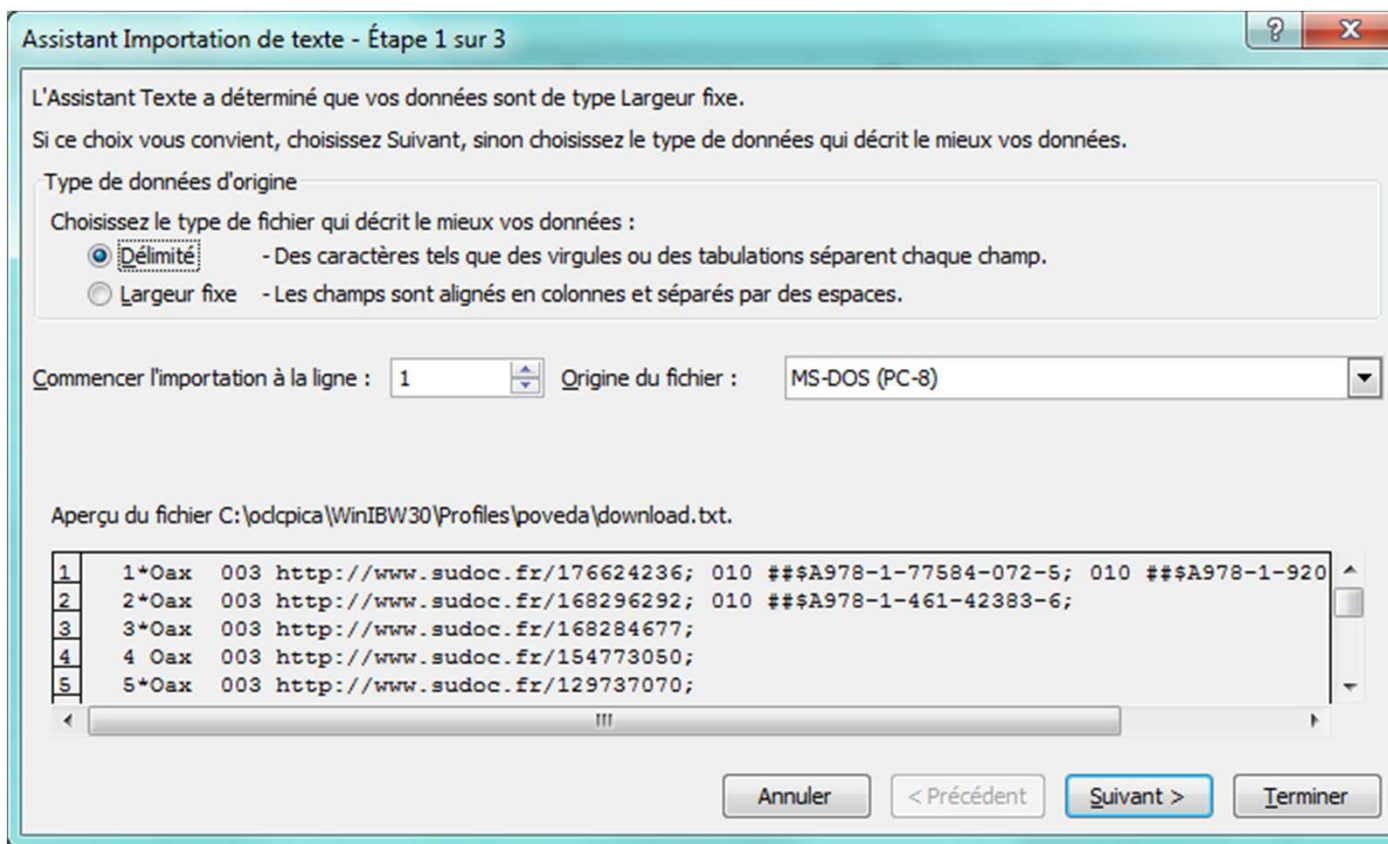 Assistant Importation de texte - Étape 1 sur 3
L'Assistant Texte a déterminé que vos données sont de type Largeur fixe.
Si ce choix vous convient, choisissez Suivant, sinon choisissez le type de données qui décrit le mieux vos données.
Type de données d'origine
Choisissez le type de fichier qui décrit le mieux vos données :
Délimité - Des caractères tels que des virgules ou des tabulations séparent chaque champ.
Largeur fixe - Les champs sont alignés en colonnes et séparés par des espaces.
Commencer l'importation à la ligne : 1 Origine du fichier : MS-DOS (PC-8)
Aperçu du fichier C:\oclcpica\WinIBW30\Profiles\poveda\download.txt.
1 1*Oax 003 http://www.sudoc.fr/176624236; 010 ##$A978-1-77584-072-5; 010 ##$A978-1-920
2 2*Oax 003 http://www.sudoc.fr/168296292; 010 ##$A978-1-461-42383-6;
3 3*Oax 003 http://www.sudoc.fr/168284677;
4 4 Oax 003 http://www.sudoc.fr/154773050;
5 5*Oax 003 http://www.sudoc.fr/129737070;
Annuler < Précédent Suivant > Terminer